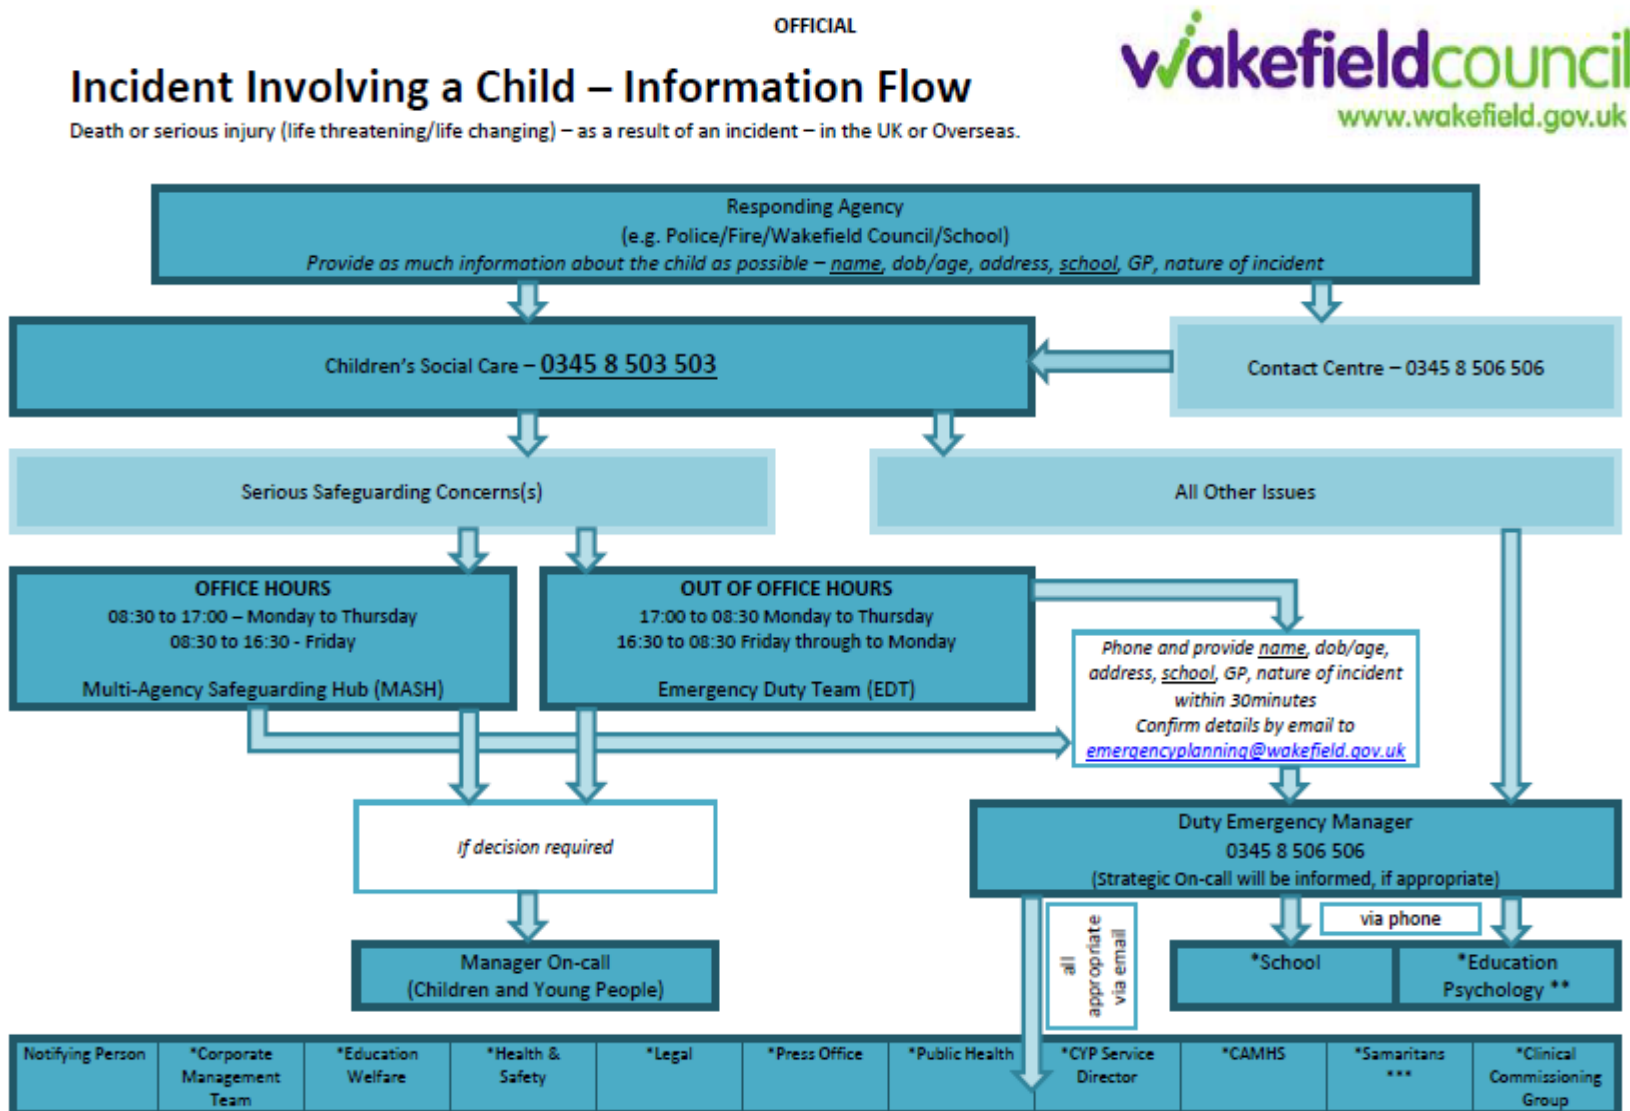 OFFICIAL
wakefieldcouncil
www.wakefield.gov.uk
Incident Involving a Child – Information Flow
Death or serious injury (life threatening/life changing) – as a result of an incident – in the UK or Overseas.
Responding Agency
(e.g. Police/Fire/Wakefield Council/School)
Provide as much information about the child as possible – name, dob/age, address, school, GP, nature of incident
Children's Social Care – 0345 8 503 503
Contact Centre – 0345 8 506 506
Serious Safeguarding Concerns(s)
All Other Issues
OFFICE HOURS
08:30 to 17:00 – Monday to Thursday
08:30 to 16:30 - Friday
Multi-Agency Safeguarding Hub (MASH)
OUT OF OFFICE HOURS
17:00 to 08:30 Monday to Thursday
16:30 to 08:30 Friday through to Monday
Emergency Duty Team (EDT)
Phone and provide name, dob/age,
address, school, GP, nature of incident
within 30minutes
Confirm details by email to
emergencyplanning@wakefield.gov.uk
If decision required
Duty Emergency Manager
0345 8 506 506
(Strategic On-call will be informed, if appropriate)
Manager On-call
(Children and Young People)
all
appropriate
via email
via phone
*School
*Education
Psychology **
Notifying Person
*Corporate
Management
Team
*Education
Welfare
*Health &
Safety
*Legal
*Press Office
*Public Health
*CYP Service
Director
*CAMHS
*Samaritans
***
*Clinical
Commissioning
Group